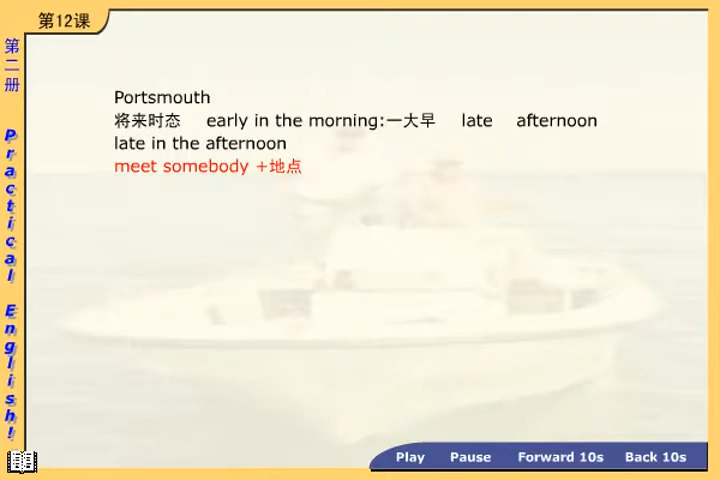 第12课
第二册
Practical English!
Portsmouth
将来时态 early in the morning:一大早 late afternoon
late in the afternoon
meet somebody +地点
Play Pause Forward 10s Back 10s